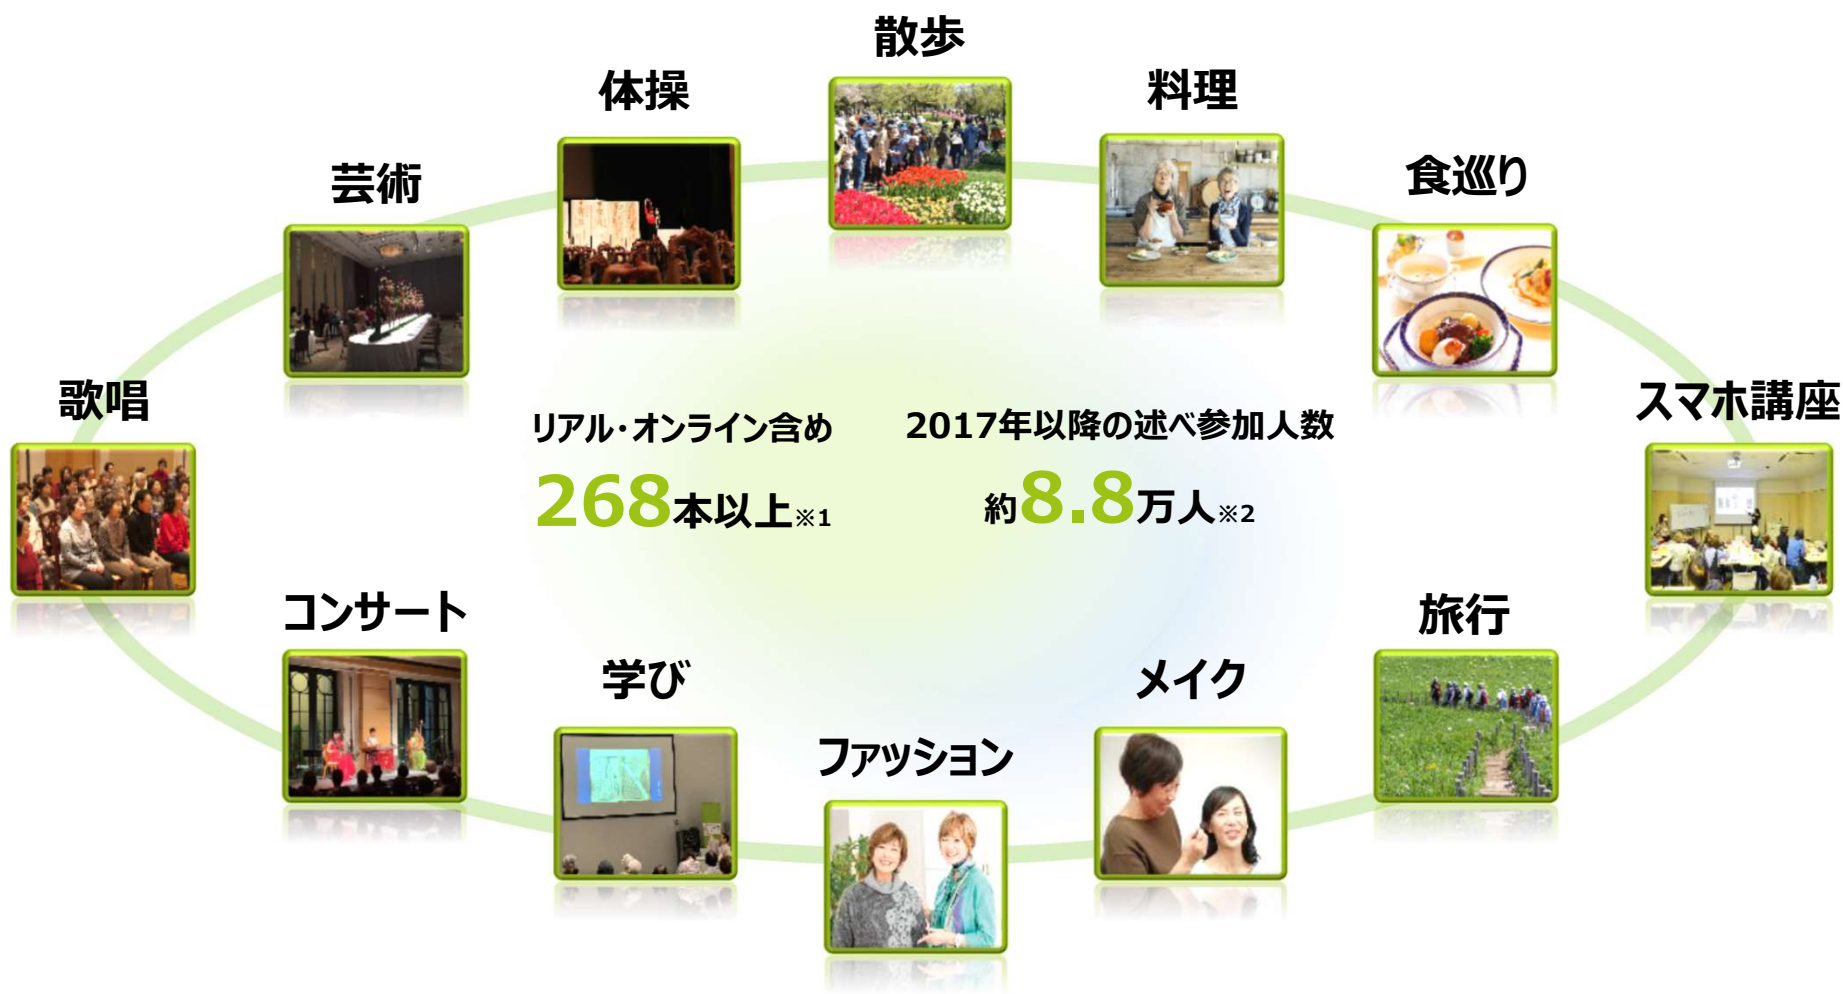 散歩
体操
料理
芸術
食巡り
歌唱
スマホ講座
リアル・オンライン含め
268本以上※1
2017年以降の述べ参加人数
約8.8万人※2
コンサート
旅行
学び
メイク
ファッション